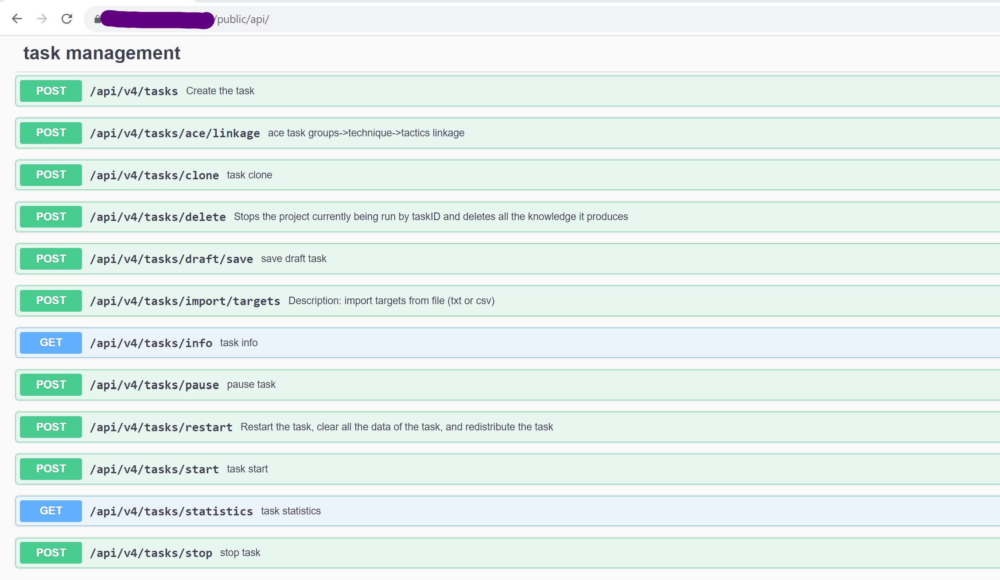 /public/api/
task management
POST /api/v4/tasks Create the task
POST /api/v4/tasks/ace/linkage ace task groups->technique->tactics linkage
POST /api/v4/tasks/clone task clone
POST /api/v4/tasks/delete Stops the project currently being run by taskID and deletes all the knowledge it produces
POST /api/v4/tasks/draft/save save draft task
POST /api/v4/tasks/import/targets Description: import targets from file (txt or csv)
GET /api/v4/tasks/info task info
POST /api/v4/tasks/pause pause task
POST /api/v4/tasks/restart Restart the task, clear all the data of the task, and redistribute the task
POST /api/v4/tasks/start task start
GET /api/v4/tasks/statistics task statistics
POST /api/v4/tasks/stop stop task